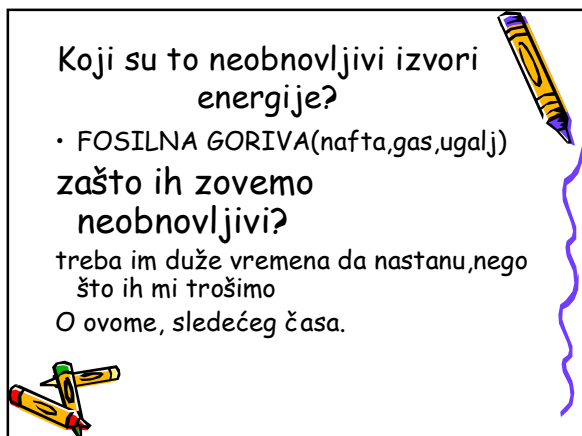 Koji su to neobnovljivi izvori
energije?
• FOSILNA GORIVA(nafta,gas,ugalj)
zašto ih zovemo
neobnovljivi?
treba im duže vremena da nastanu,nego
što ih mi trošimo
O ovome, sledećeg časa.